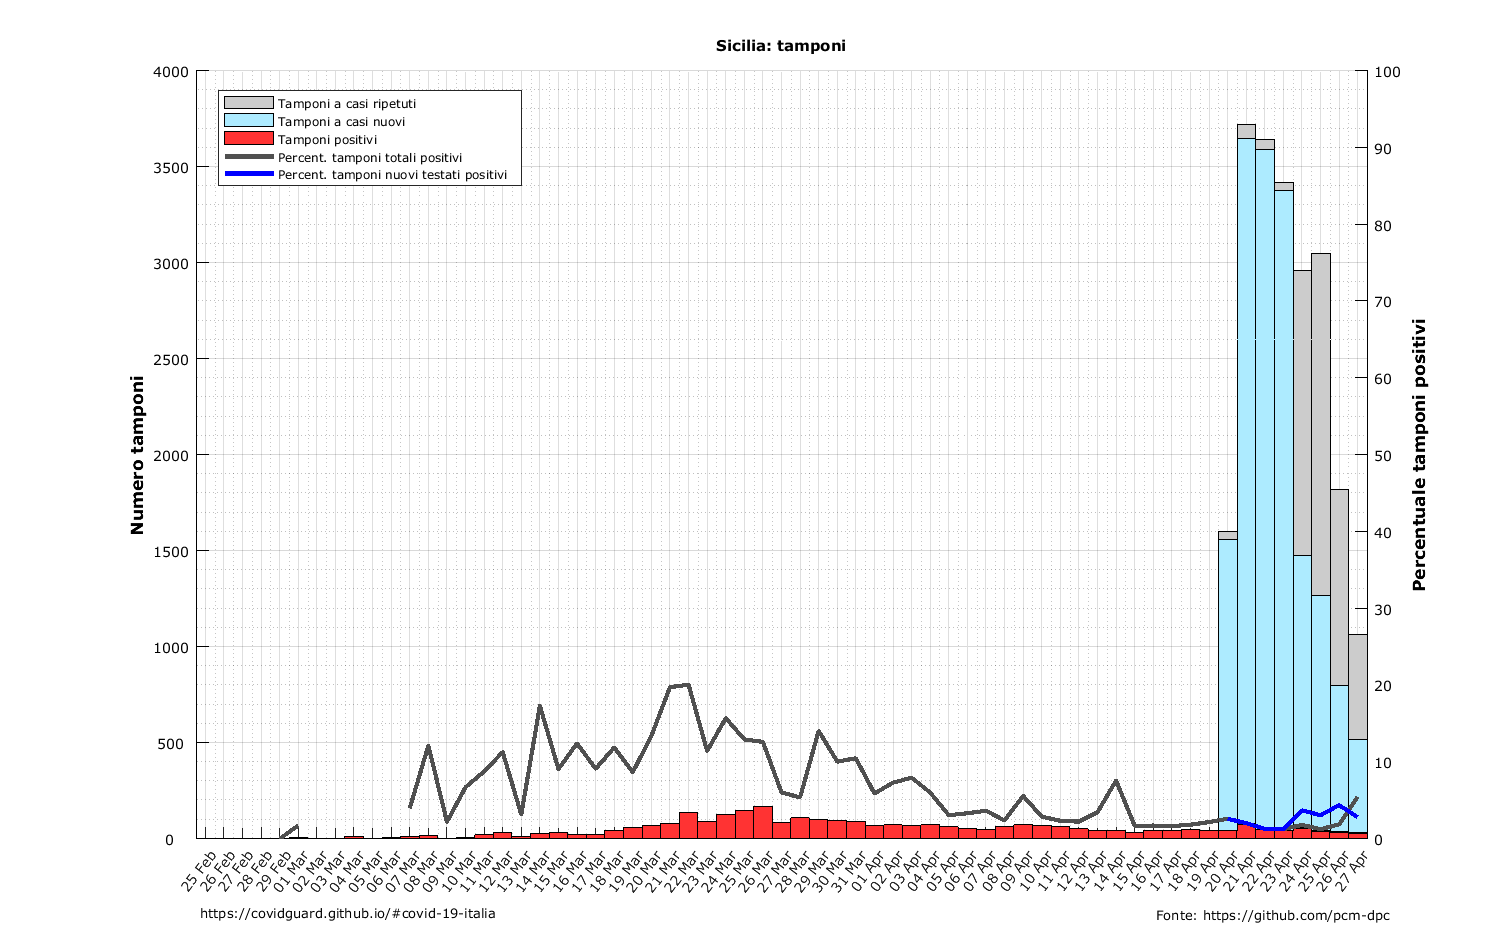 Sicilia: tamponi
Tamponi a casi ripetuti
Tamponi a casi nuovi
Tamponi positivi
Percent. tamponi totali positivi
Percent. tamponi nuovi testati positivi
Numero tamponi
4000
3500
3000
2500
2000
1500
1000
500
0
Percentuale tamponi positivi
100
90
80
70
60
50
40
30
20
10
0
25 Feb
26 Feb
27 Feb
28 Feb
29 Feb
01 Mar
02 Mar
03 Mar
04 Mar
05 Mar
06 Mar
07 Mar
08 Mar
09 Mar
10 Mar
11 Mar
12 Mar
13 Mar
14 Mar
15 Mar
16 Mar
17 Mar
18 Mar
19 Mar
20 Mar
21 Mar
22 Mar
23 Mar
24 Mar
25 Mar
26 Mar
27 Mar
28 Mar
29 Mar
30 Mar
31 Mar
01 Apr
02 Apr
03 Apr
04 Apr
05 Apr
06 Apr
07 Apr
08 Apr
09 Apr
10 Apr
11 Apr
12 Apr
13 Apr
14 Apr
15 Apr
16 Apr
17 Apr
18 Apr
19 Apr
20 Apr
21 Apr
22 Apr
23 Apr
24 Apr
25 Apr
26 Apr
27 Apr
https://covidguard.github.io/#covid-19-italia
Fonte: https://github.com/pcm-dpc